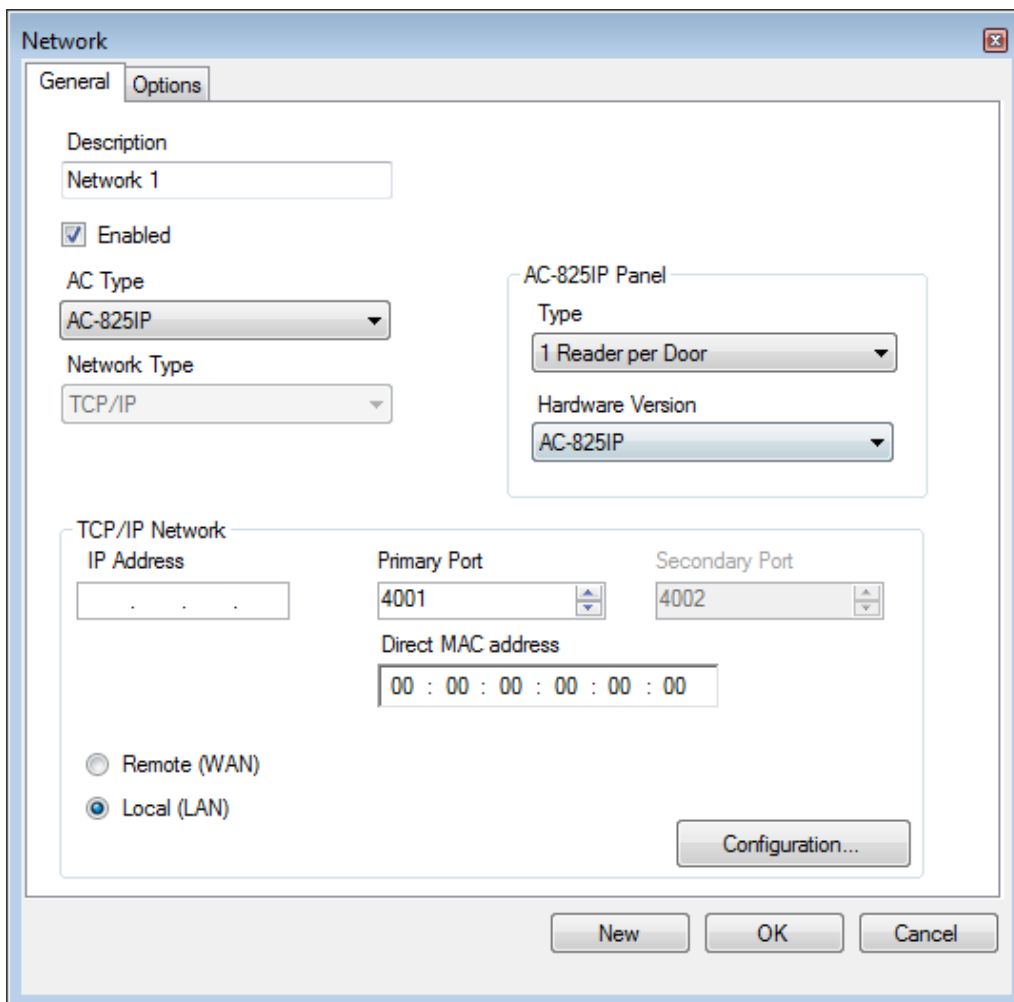 Network
General Options
Description
Network 1
Enabled
AC Type
AC-825IP
Network Type
TCP/IP
AC-825IP Panel
Type
1 Reader per Door
Hardware Version
AC-825IP
TCP/IP Network
IP Address Primary Port Secondary Port
. . . 4001 4002
Direct MAC address
00 : 00 : 00 : 00 : 00 : 00
Remote (WAN)
Local (LAN)
Configuration...
New OK Cancel